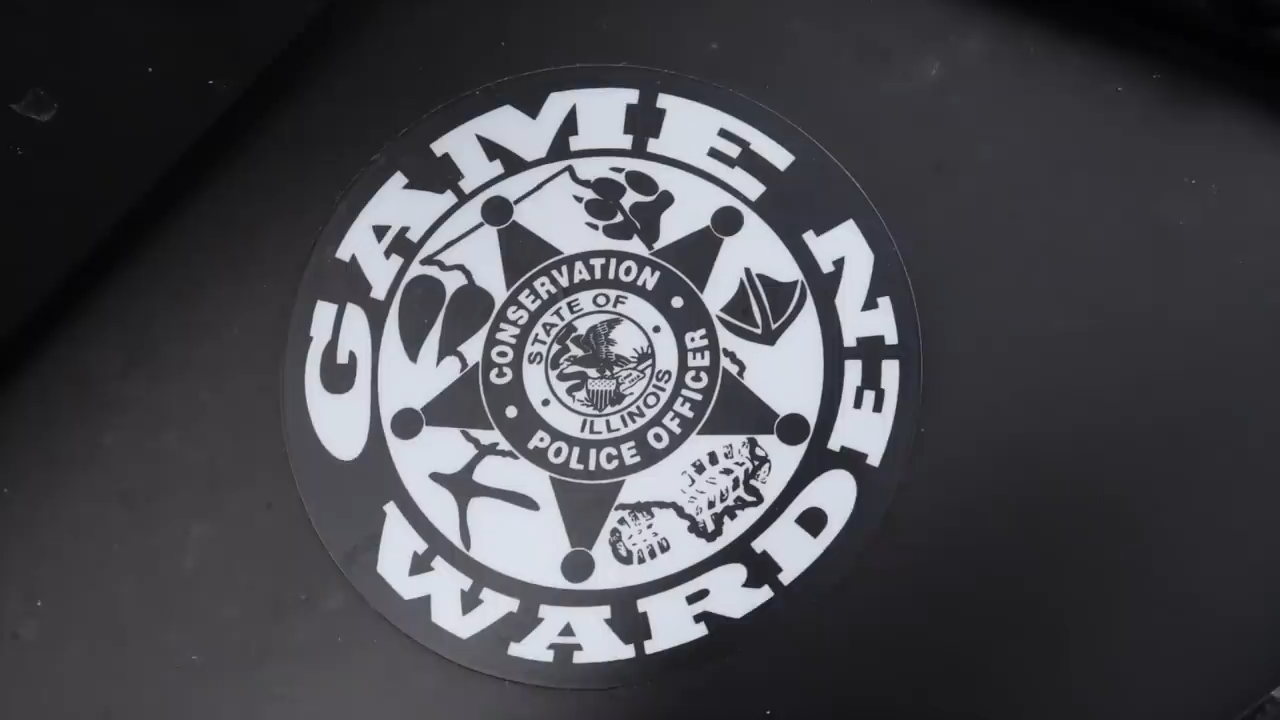 GAME WARDEN
CONSERVATION
POLICE OFFICER
STATE OF
ILLINOIS